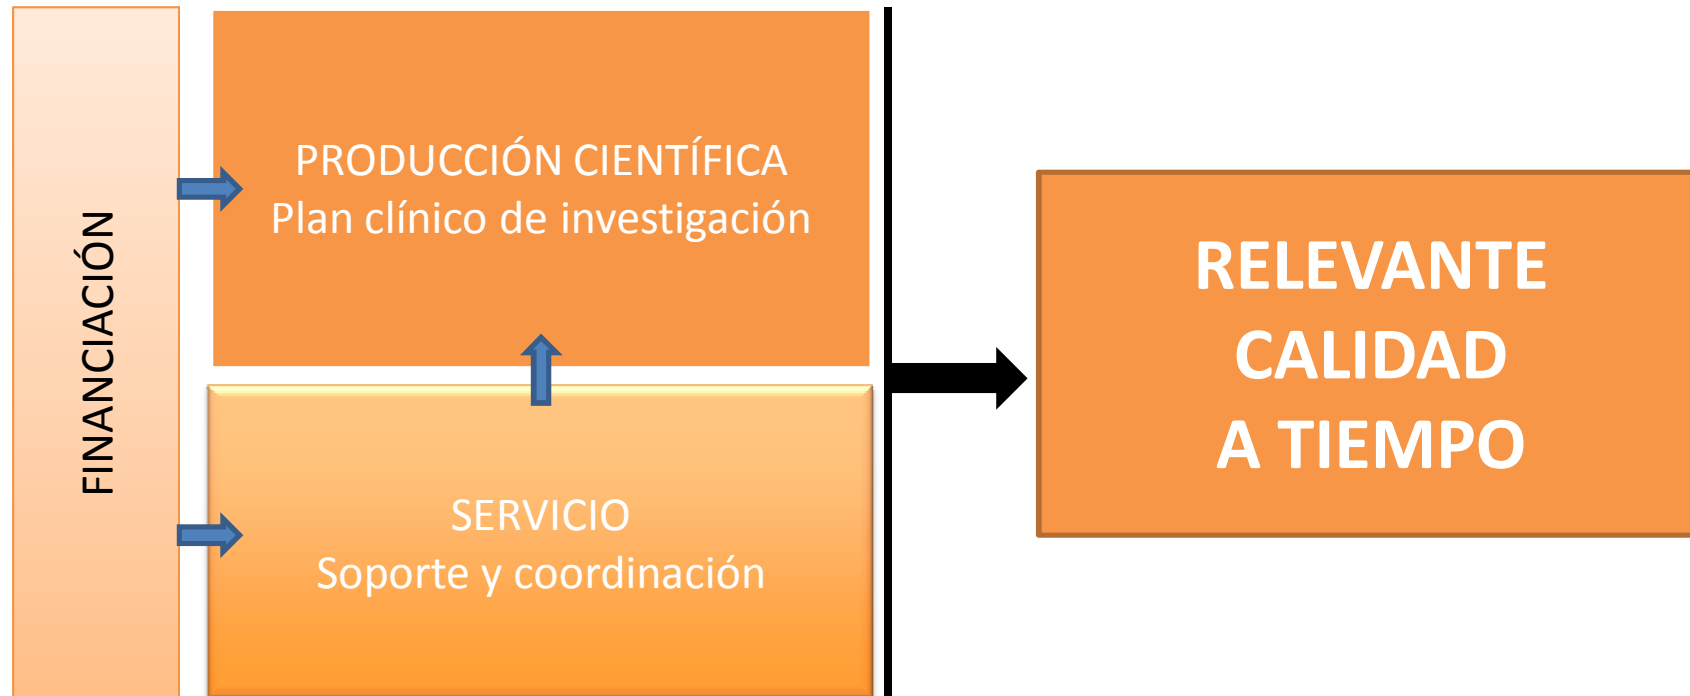 FINANCIACIÓN
PRODUCCIÓN CIENTÍFICA
Plan clínico de investigación
SERVICIO
Soporte y coordinación
RELEVANTE
CALIDAD
A TIEMPO